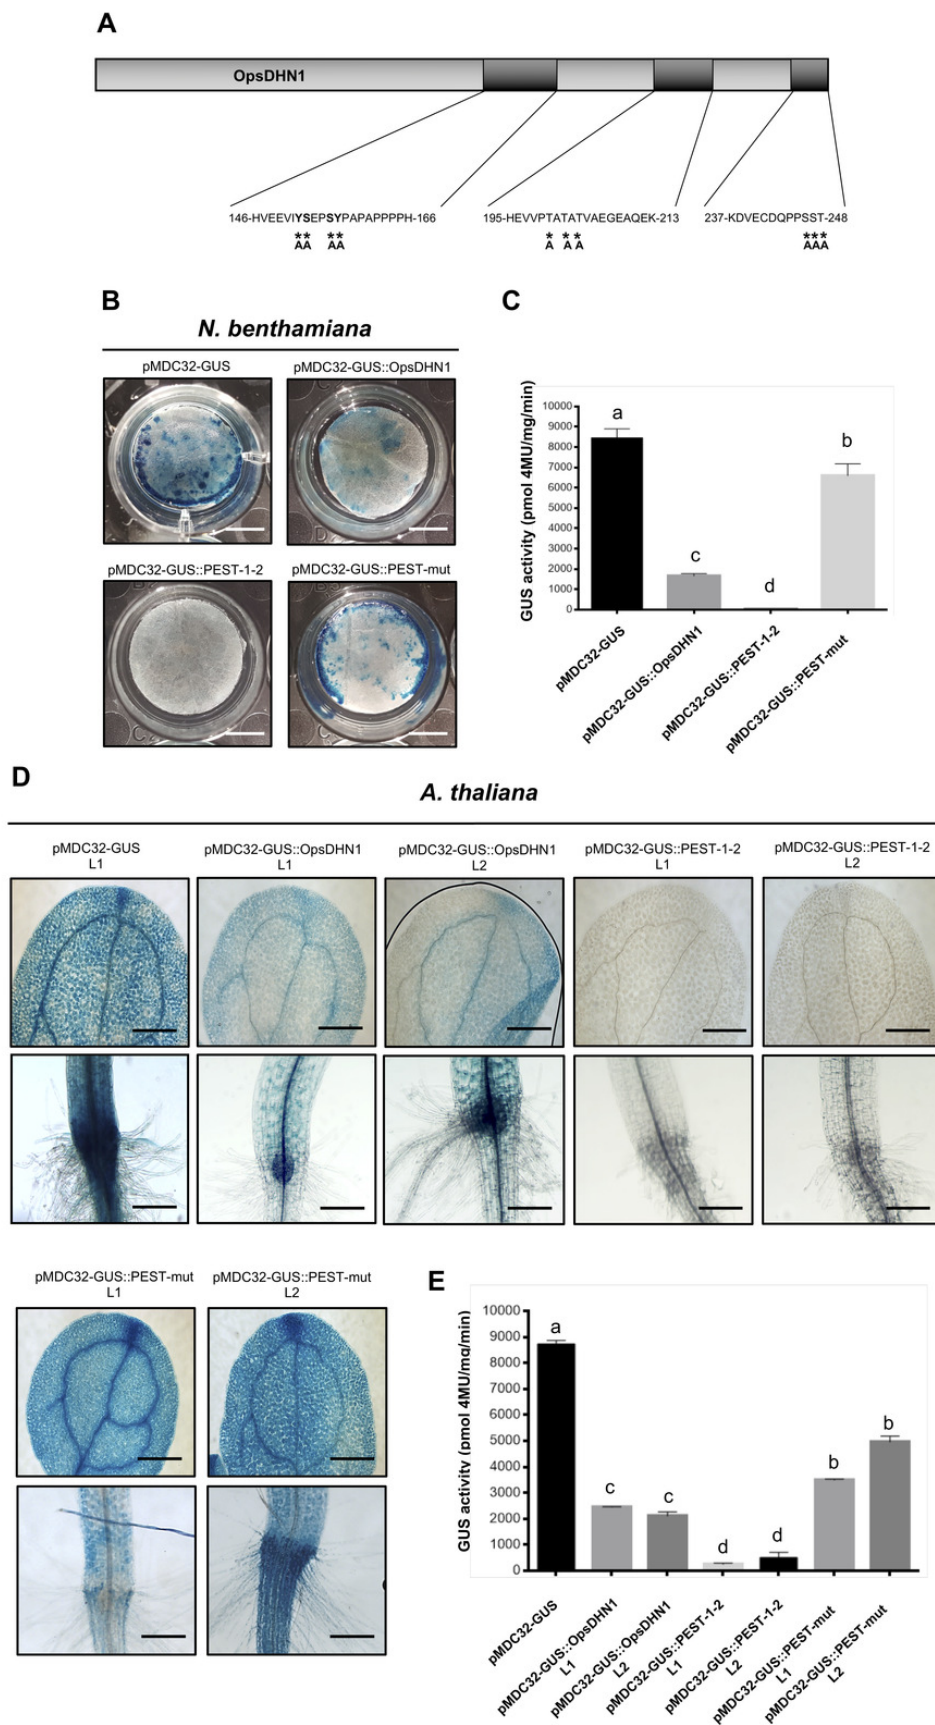 A
OpsDHN1
146-HVEEVIYSEPSYPAPAPPPPH-166
195-HEVVPTATATVAEGEAQEK-213
237-KDVECDQPPSST-248
** ** * * * ***
AA AA A A A AAA
B
N. benthamiana
pMDC32-GUS
pMDC32-GUS::OpsDHN1
pMDC32-GUS::PEST-1-2
pMDC32-GUS::PEST-mut
C
GUS activity (pmol 4MU/mg/min)
10000
9000
8000
7000
6000
5000
4000
3000
2000
1000
0
a
c
d
b
pMDC32-GUS
pMDC32-GUS::OpsDHN1
pMDC32-GUS::PEST-1-2
pMDC32-GUS::PEST-mut
D
A. thaliana
pMDC32-GUS
L1
pMDC32-GUS::OpsDHN1
L1
pMDC32-GUS::OpsDHN1
L2
pMDC32-GUS::PEST-1-2
L1
pMDC32-GUS::PEST-1-2
L2
pMDC32-GUS::PEST-mut
L1
pMDC32-GUS::PEST-mut
L2
E
GUS activity (pmol 4MU/mg/min)
10000
9000
8000
7000
6000
5000
4000
3000
2000
1000
0
a
c
c
d
d
b
b
pMDC32-GUS
pMDC32-GUS::OpsDHN1
L1
pMDC32-GUS::OpsDHN1
L2
pMDC32-GUS::PEST-1-2
L1
pMDC32-GUS::PEST-1-2
L2
pMDC32-GUS::PEST-mut
L1
pMDC32-GUS::PEST-mut
L2